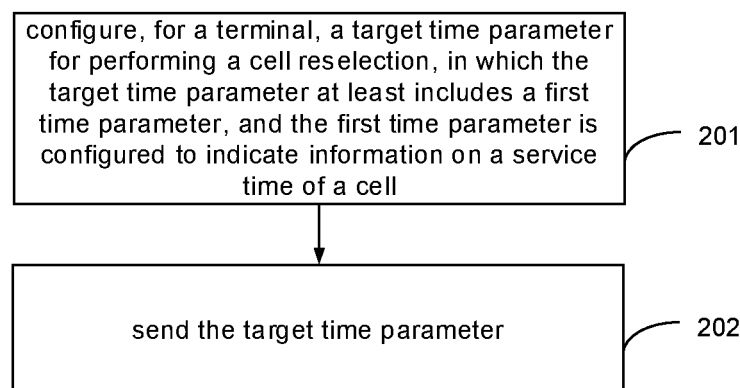 configure, for a terminal, a target time parameter
for performing a cell reselection, in which the
target time parameter at least includes a first
time parameter, and the first time parameter is
configured to indicate information on a service
time of a cell
201
send the target time parameter
202